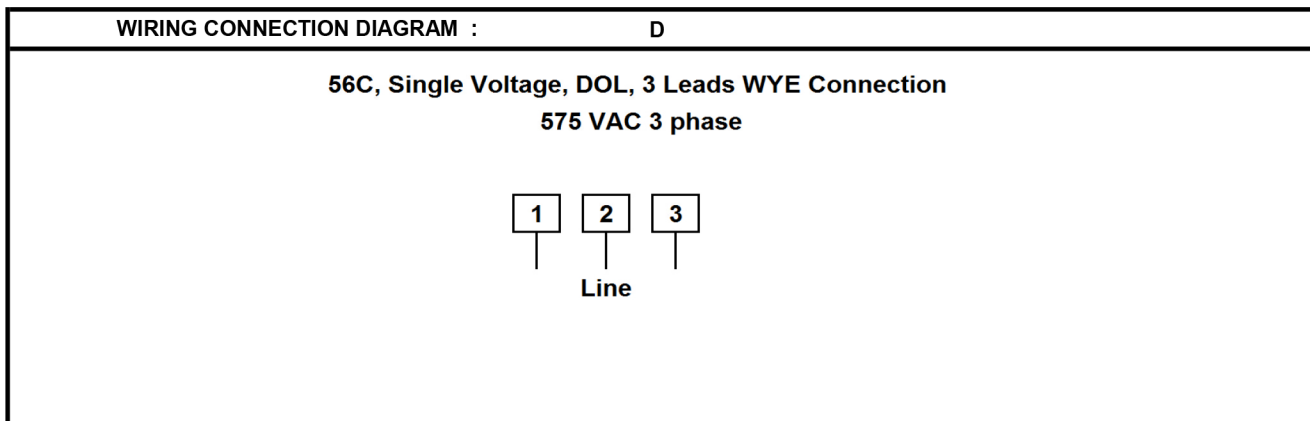 WIRING CONNECTION DIAGRAM : D
56C, Single Voltage, DOL, 3 Leads WYE Connection
575 VAC 3 phase
1 2 3
Line